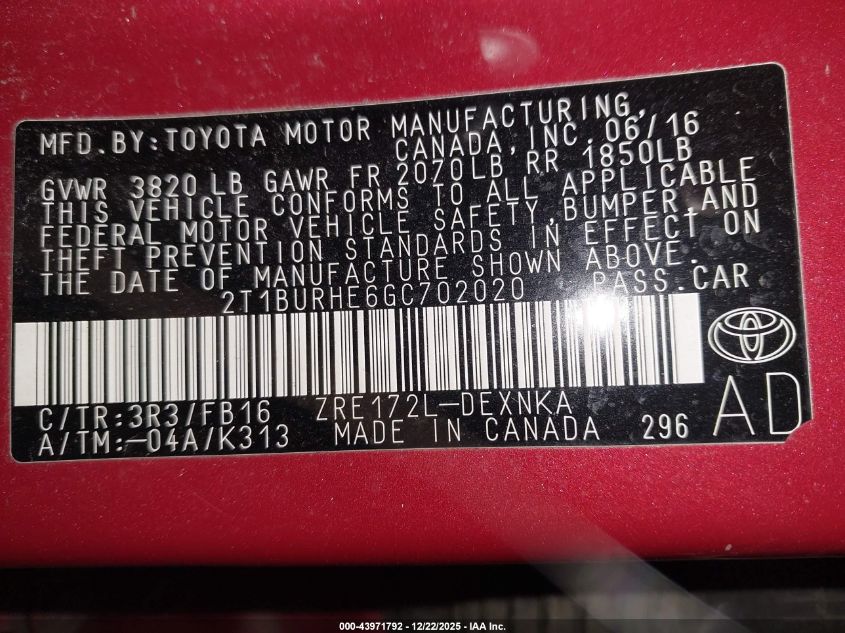 MFD.BY:TOYOTA MOTOR MANUFACTURING,
CANADA, INC. 06/16
GVWR 3820 LB GAWR FR 2070LB RR 1850LB
THIS VEHICLE CONFORMS TO ALL APPLICABLE
FEDERAL MOTOR VEHICLE SAFETY, BUMPER, AND
THEFT PREVENTION STANDARDS IN EFFECT ON
THE DATE OF MANUFACTURE SHOWN ABOVE.
2T1BURHE6GC702020 PASS.CAR
C/TR:3R3/FB16 ZRE172L-DEXNKA
A/TM:-04A/K313 MADE IN CANADA 296 AD
000-43971792 - 12/22/2025 - IAA Inc.